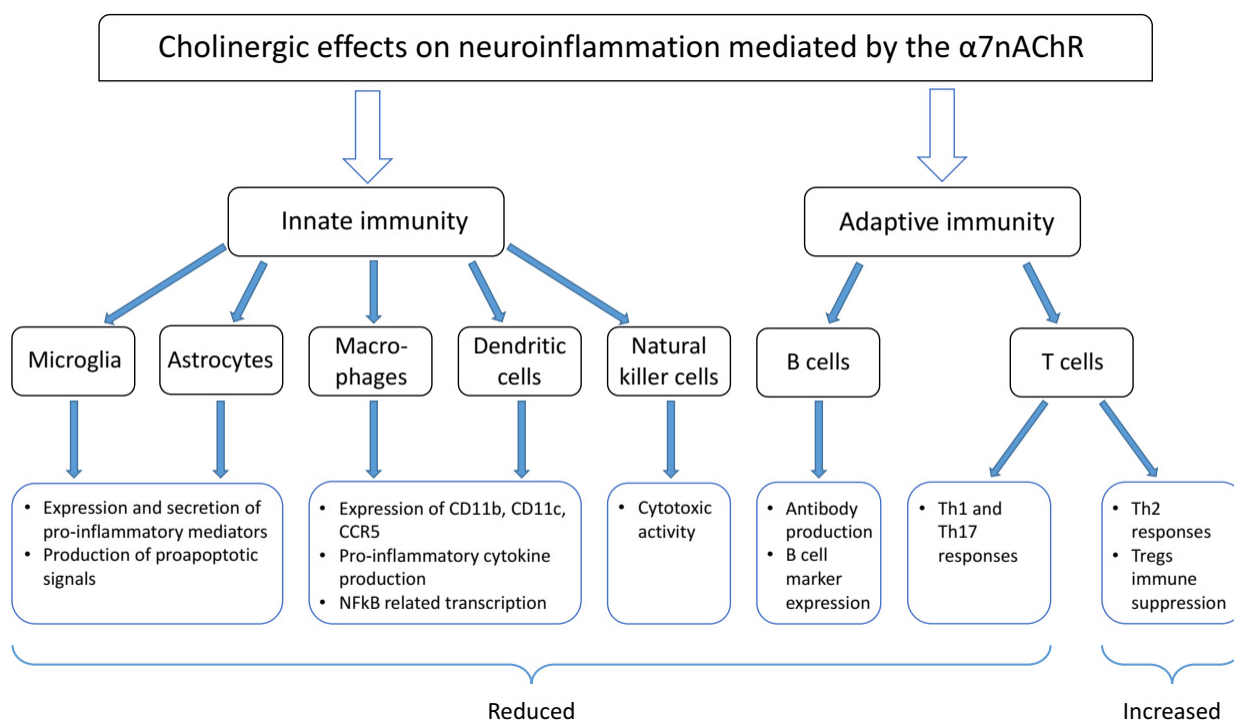 Cholinergic effects on neuroinflammation mediated by the α7nAChR
Innate immunity
Adaptive immunity
Microglia
Astrocytes
Macro-
phages
Dendritic
cells
Natural
killer cells
B cells
T cells
• Expression and secretion of
pro-inflammatory mediators
• Production of proapoptotic
signals
• Expression of CD11b, CD11c,
CCR5
• Pro-inflammatory cytokine
production
• NFkB related transcription
• Cytotoxic
activity
• Antibody
production
• B cell
marker
expression
• Th1 and
Th17
responses
• Th2
responses
• Tregs
immune
suppression
Reduced
Increased